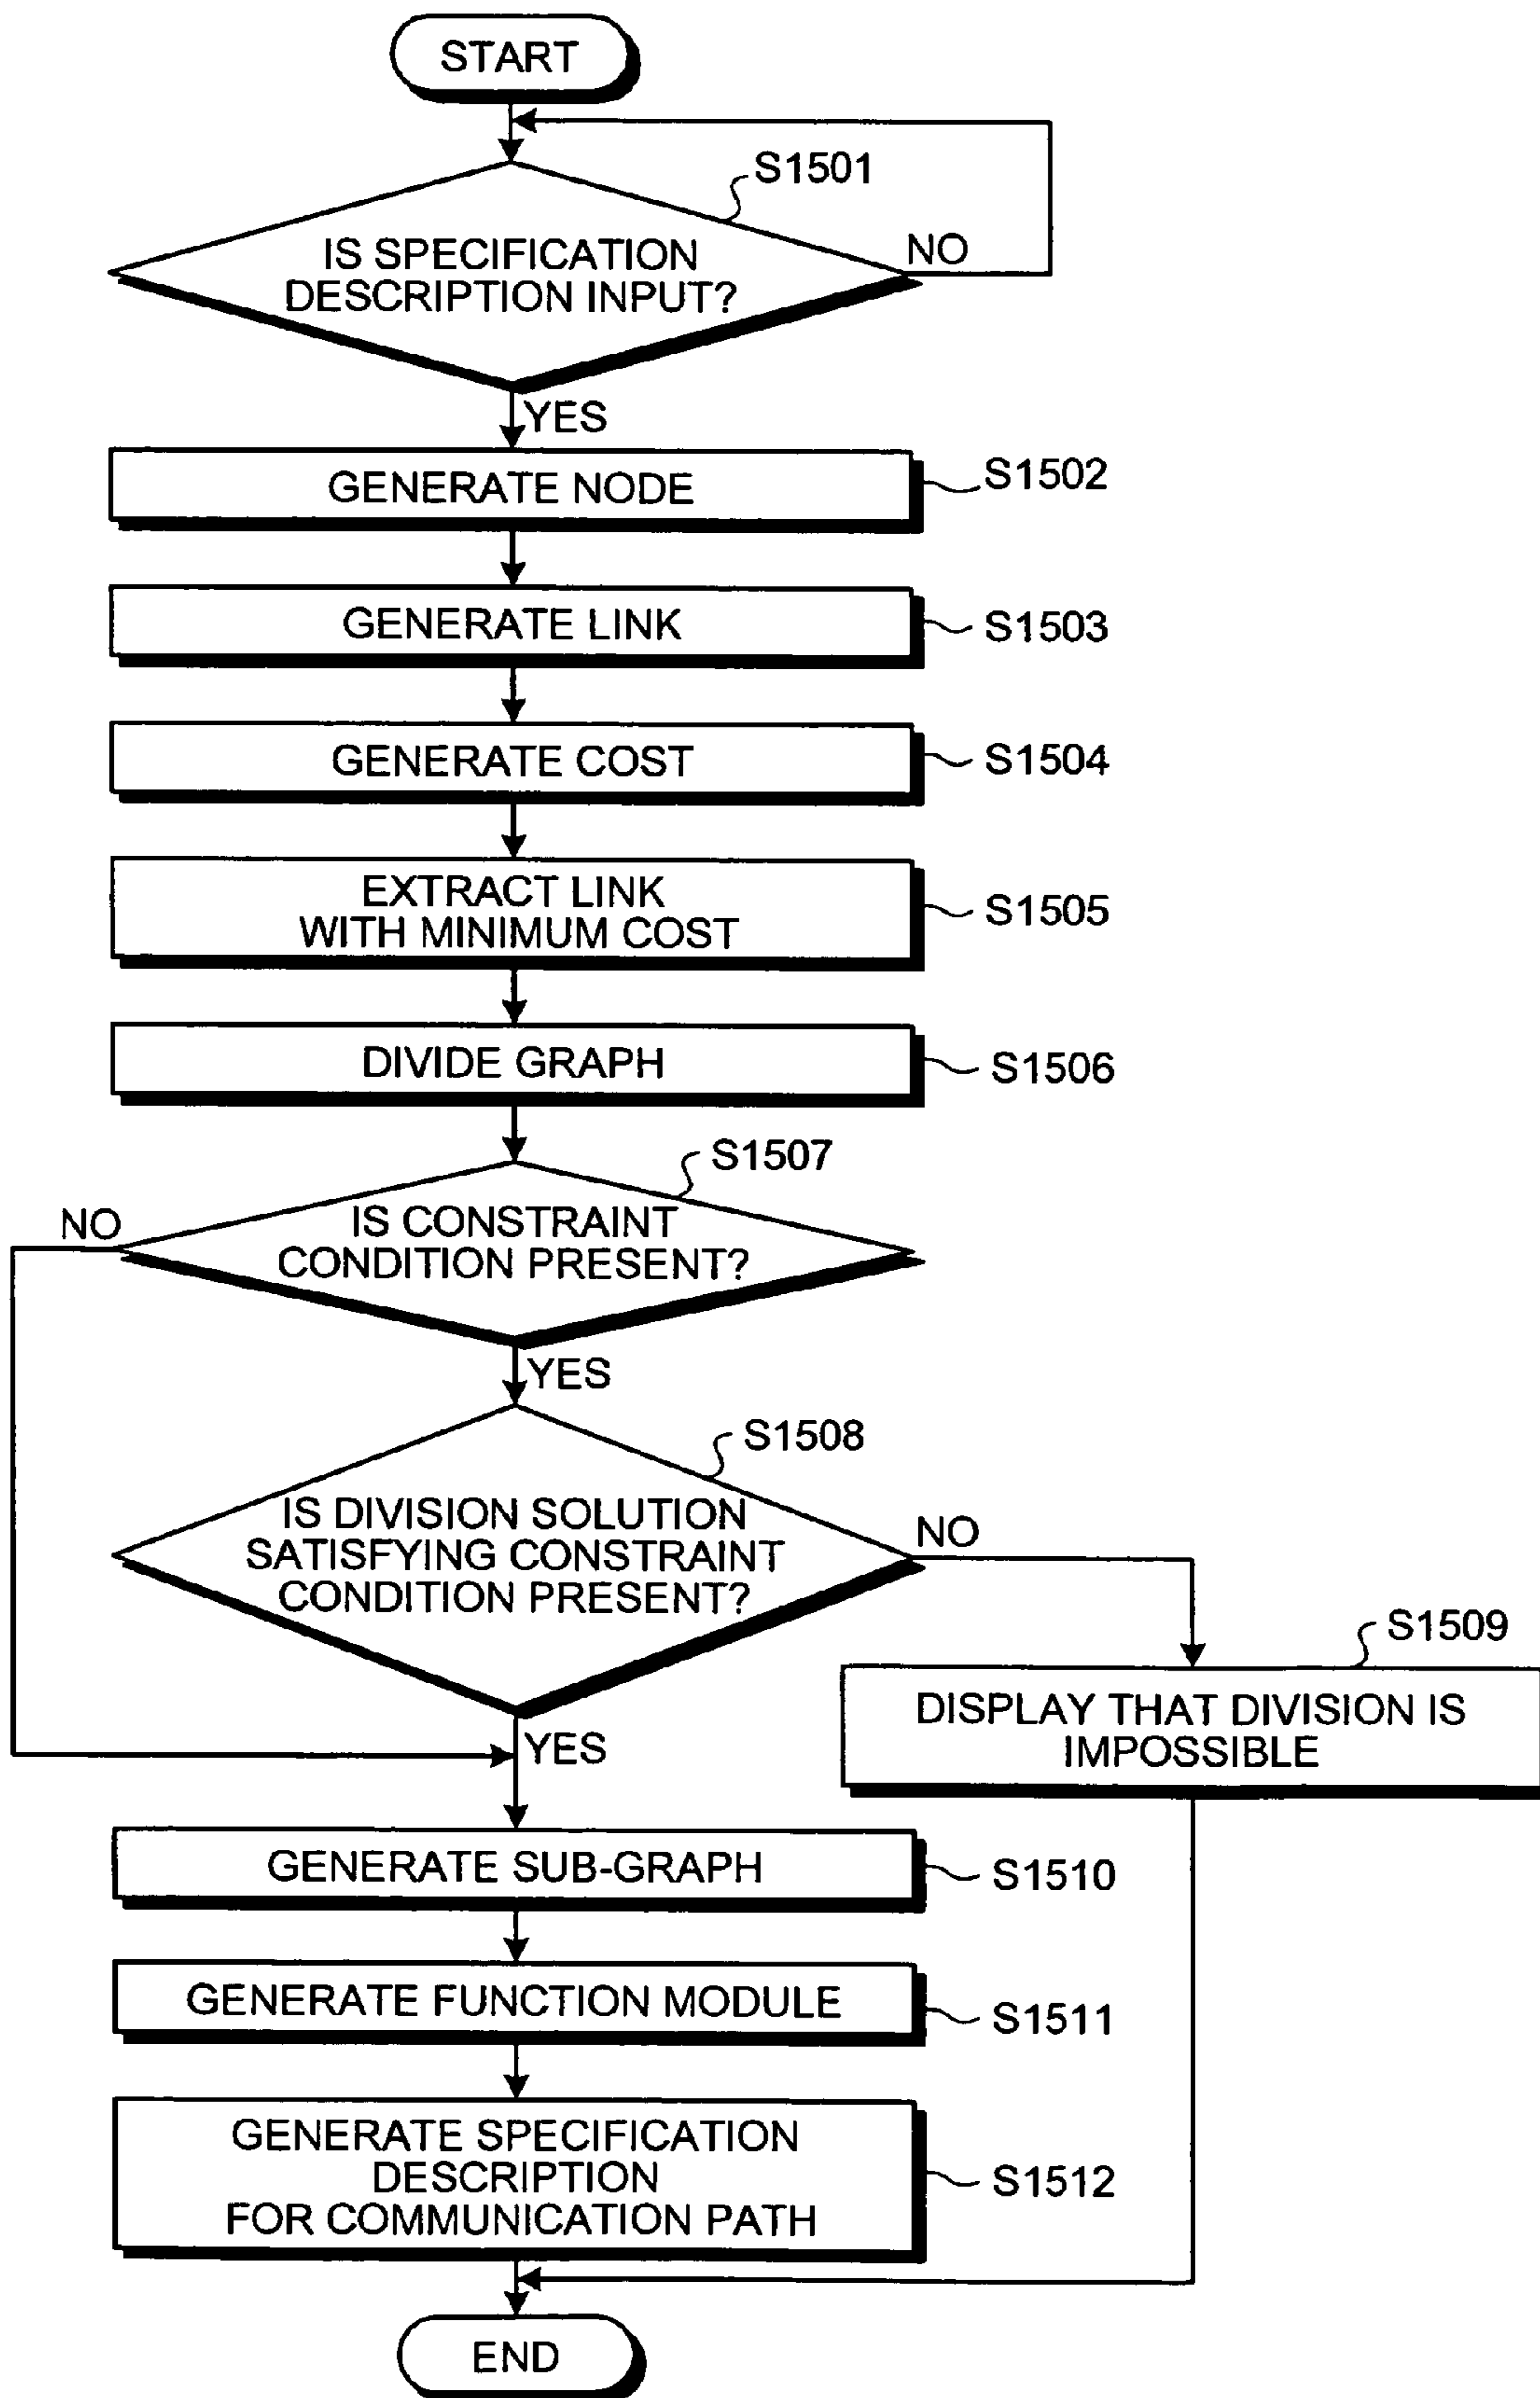 START
S1501
IS SPECIFICATION
DESCRIPTION INPUT?
NO
YES
GENERATE NODE
S1502
GENERATE LINK
S1503
GENERATE COST
S1504
EXTRACT LINK
WITH MINIMUM COST
S1505
DIVIDE GRAPH
S1506
S1507
NO
IS CONSTRAINT
CONDITION PRESENT?
YES
S1508
IS DIVISION SOLUTION
SATISFYING CONSTRAINT
CONDITION PRESENT?
NO
S1509
DISPLAY THAT DIVISION IS
IMPOSSIBLE
YES
GENERATE SUB-GRAPH
S1510
GENERATE FUNCTION MODULE
S1511
GENERATE SPECIFICATION
DESCRIPTION
FOR COMMUNICATION PATH
S1512
END